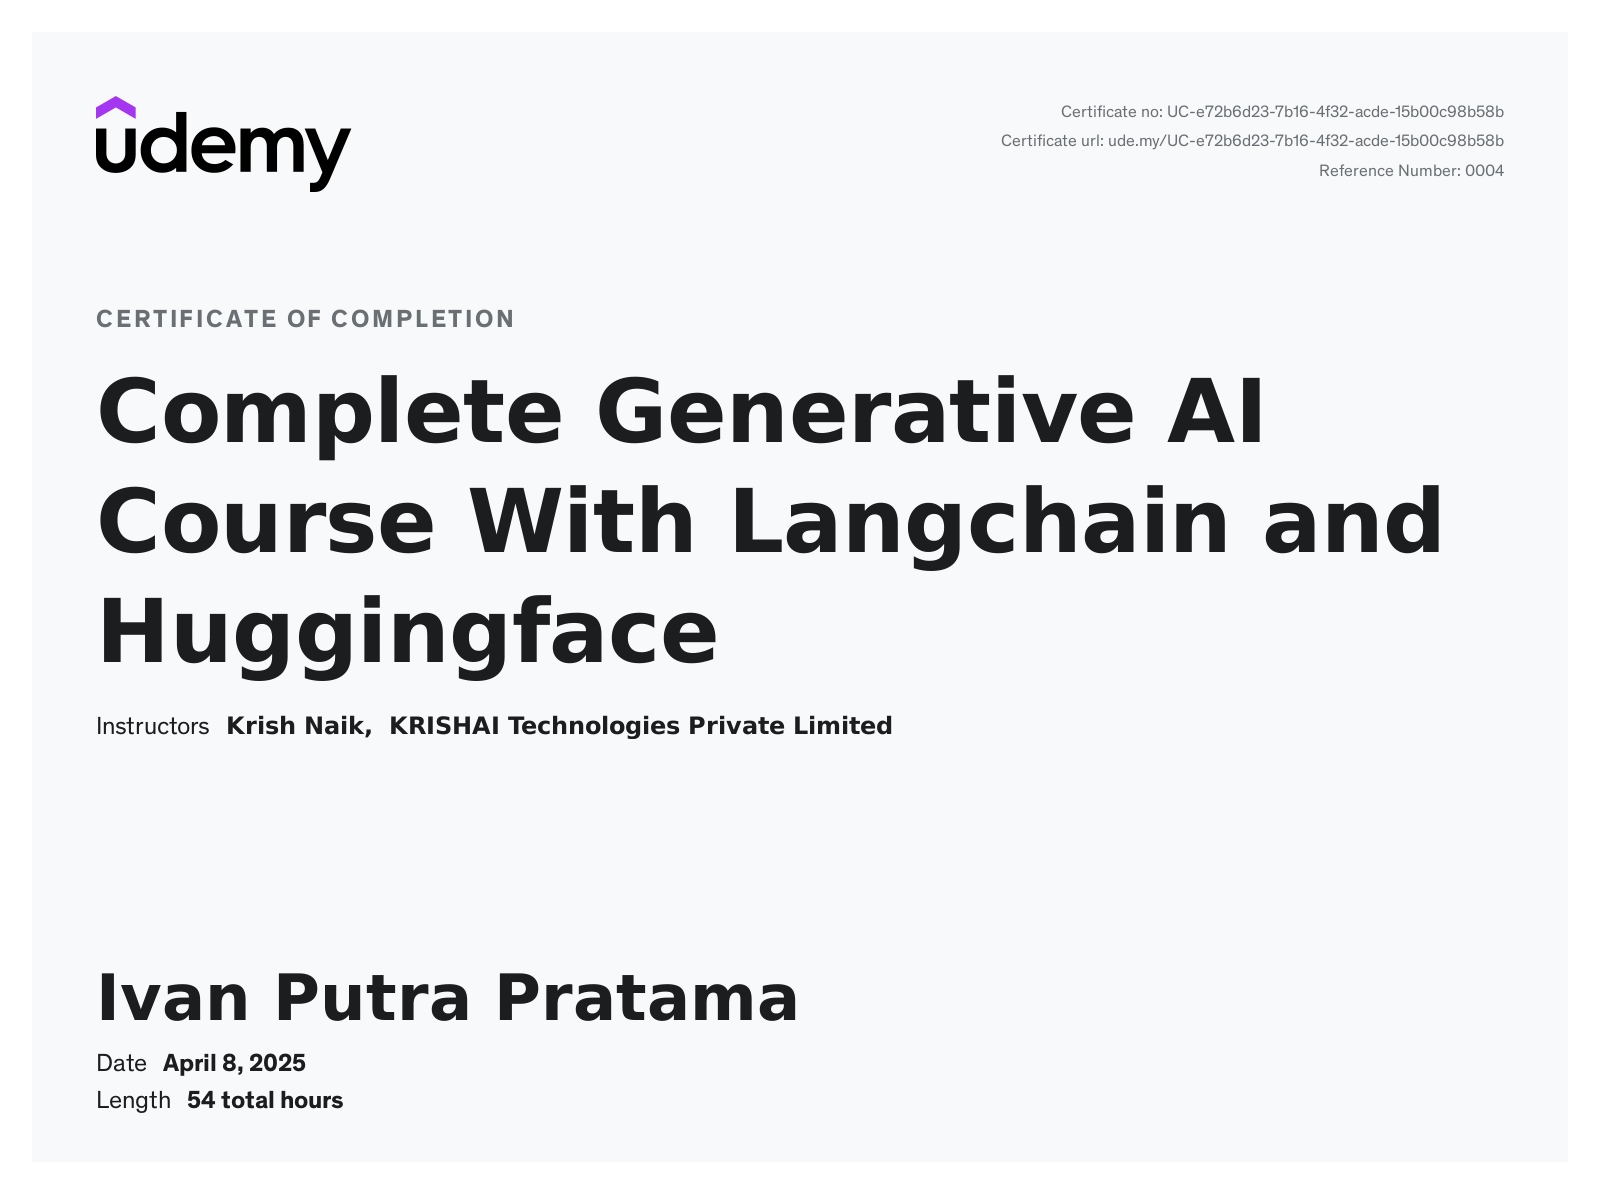 udemy
Certificate no: UC-e72b6d23-7b16-4f32-acde-15b00c98b58b
Certificate url: ude.my/UC-e72b6d23-7b16-4f32-acde-15b00c98b58b
Reference Number: 0004
CERTIFICATE OF COMPLETION
Complete Generative AI
Course With Langchain and
Huggingface
Instructors Krish Naik, KRISHAI Technologies Private Limited
Ivan Putra Pratama
Date April 8, 2025
Length 54 total hours